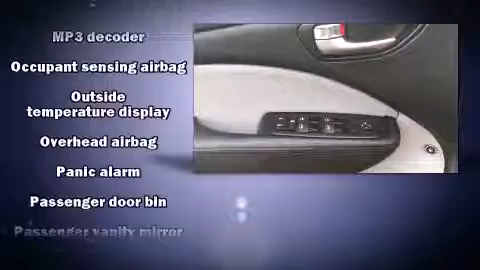 MP3 decoder
Occupant sensing airbag
Outside
temperature display
Overhead airbag
Panic alarm
Passenger door bin
Passenger vanity mirror